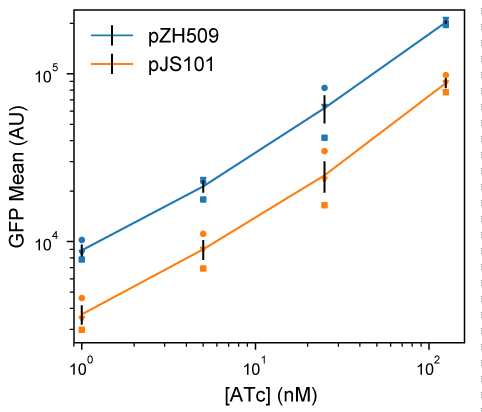 pZH509
pJS101
10⁵
10⁴
GFP Mean (AU)
10⁰
10¹
10²
[ATc] (nM)